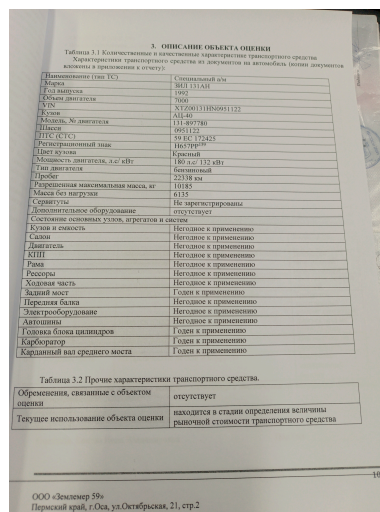 3. ОПИСАНИЕ ОБЪЕКТА ОЦЕНКИ
Таблица 3.1 Количественные и качественные характеристике транспортного средства
Характеристики транспортного средства из документов на автомобиль (копии документов
вложены в приложения к отчету):
Наименование (тип ТС) Специальный а/м
Марка ЗИЛ 131АН
Год выпуска 1992
Объем двигателя 7000
VIN XTZ00131HN0951122
Кузов АЦ-40
Модель, № двигателя 131-897780
Шасси 0951122
ПТС (СТС) 59 ЕС 172425
Регистрационный знак Н657РР
Цвет кузова Красный
Мощность двигателя, л.с/ кВт 180 л.с/ 132 кВт
Тип двигателя бензиновый
Пробег 22338 км
Разрешенная максимальная масса, кг 10185
Масса без нагрузки 6135
Сервитуты Не зарегистрированы
Дополнительное оборудование отсутствует
Состояние основных узлов, агрегатов и систем
Кузов и емкость Негодное к применению
Салон Негодное к применению
Двигатель Негодное к применению
КПП Негодное к применению
Рама Негодное к применению
Рессоры Негодное к применению
Ходовая часть Негодное к применению
Задний мост Годен к применению
Передняя балка Негодное к применению
Электрооборудование Негодное к применению
Автошины Негодное к применению
Головка блока цилиндров Годен к применению
Карбюратор Годен к применению
Карданный вал среднего моста Годен к применению
Таблица 3.2 Прочие характеристики транспортного средства.
Обременения, связанные с объектом
оценки отсутствует
Текущее использование объекта оценки находится в стадии определения величины
рыночной стоимости транспортного средства
10
ООО «Землемер 59»
Пермский край, г.Оса, ул.Октябрьская, 21, стр.2